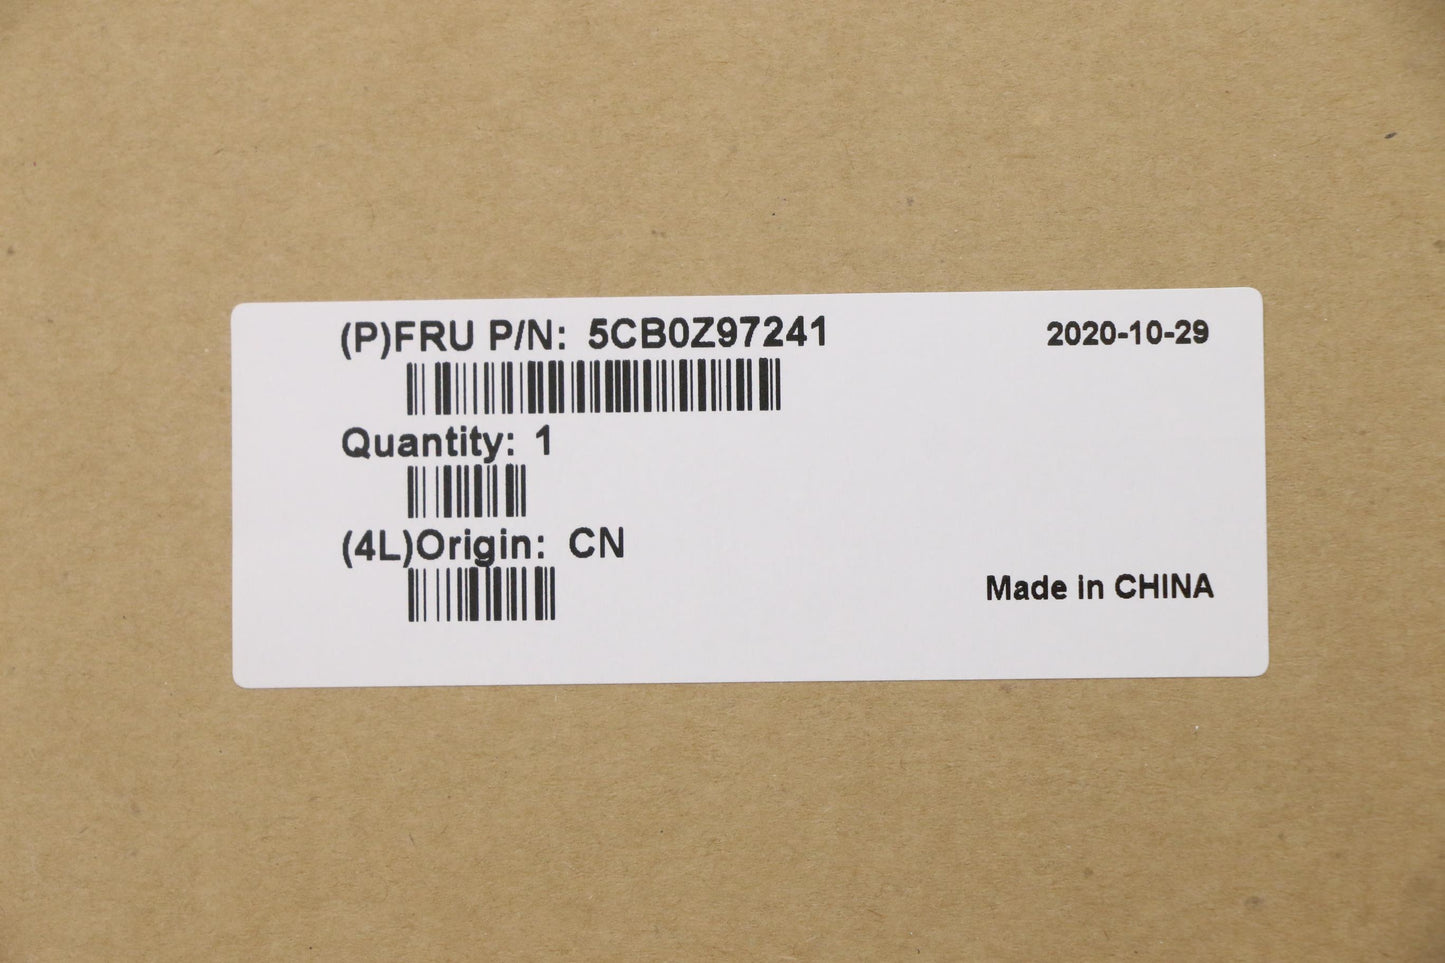 (P)FRU P/N: 5CB0Z97241 2020-10-29
Quantity: 1
(4L)Origin: CN
Made in CHINA